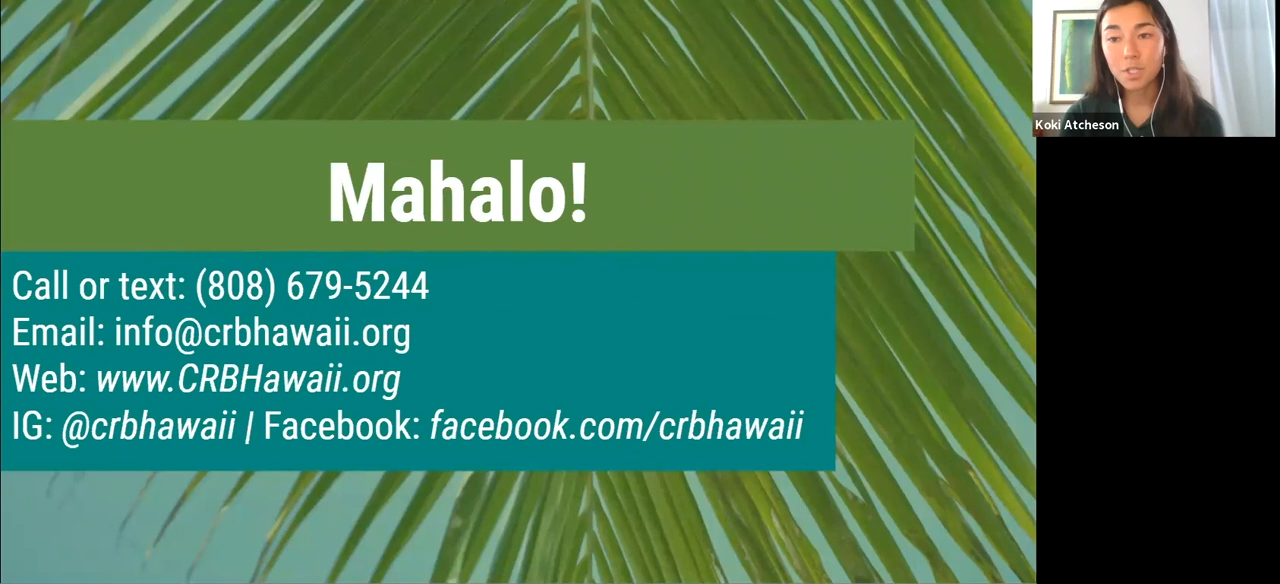 Mahalo!
Call or text: (808) 679-5244
Email: info@crbhawaii.org
Web: www.CRBHawaii.org
IG: @crbhawaii | Facebook: facebook.com/crbhawaii
Koki Atcheson